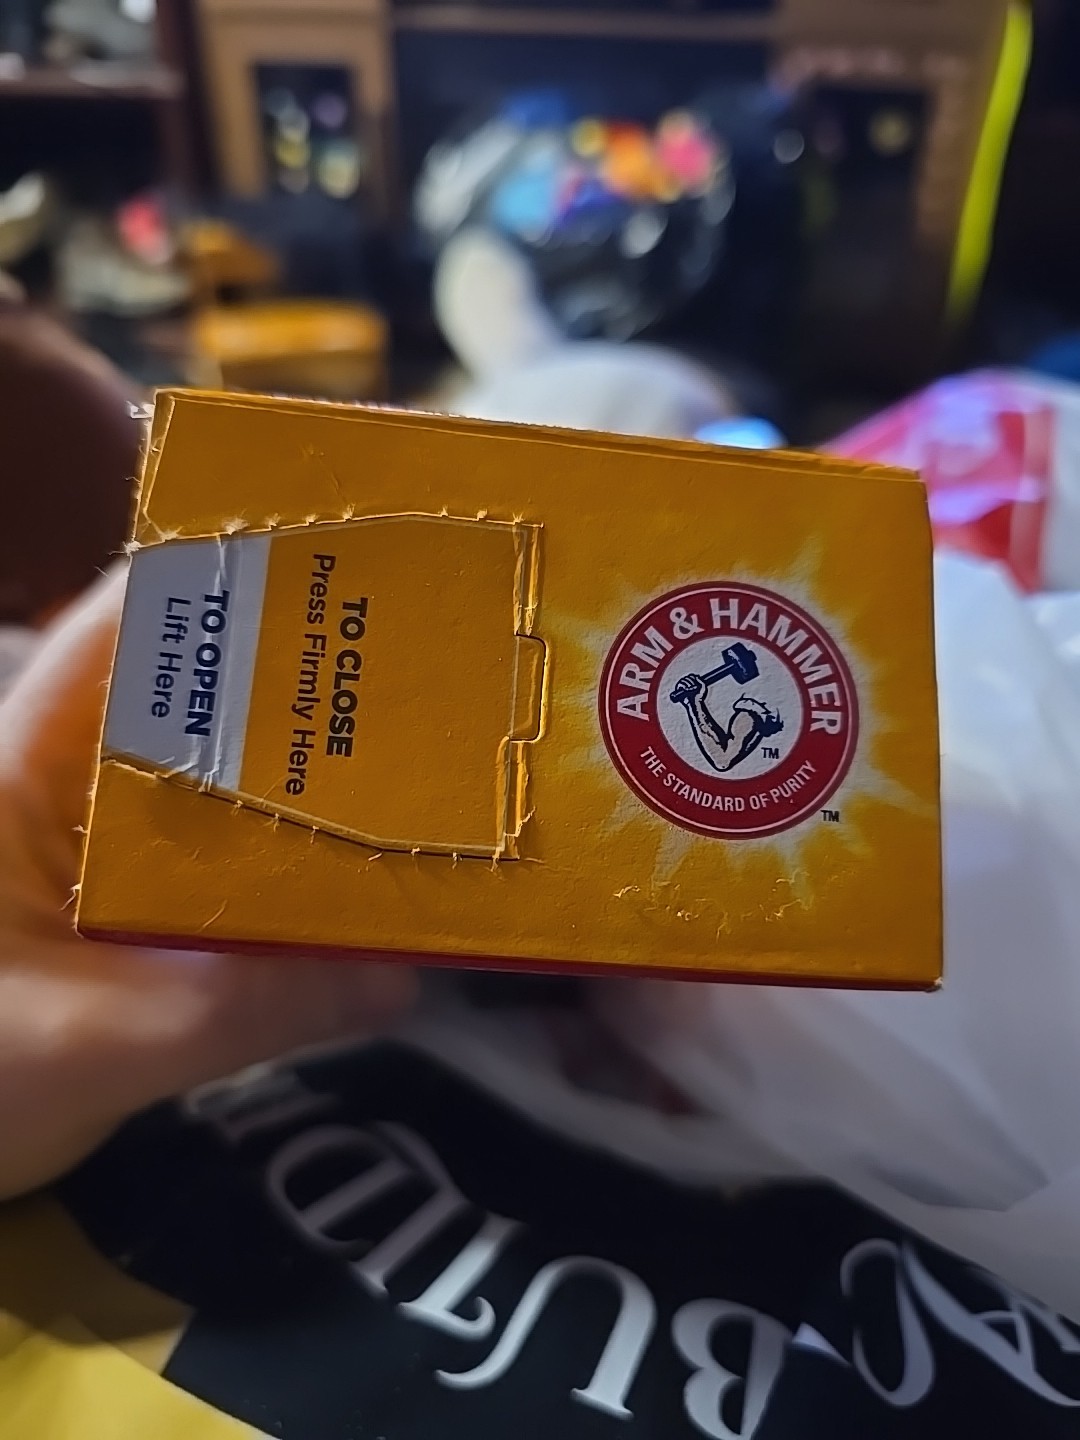 ARM & HAMMER
THE STANDARD OF PURITY
TM
TM
TO CLOSE
Press Firmly Here
TO OPEN
Lift Here